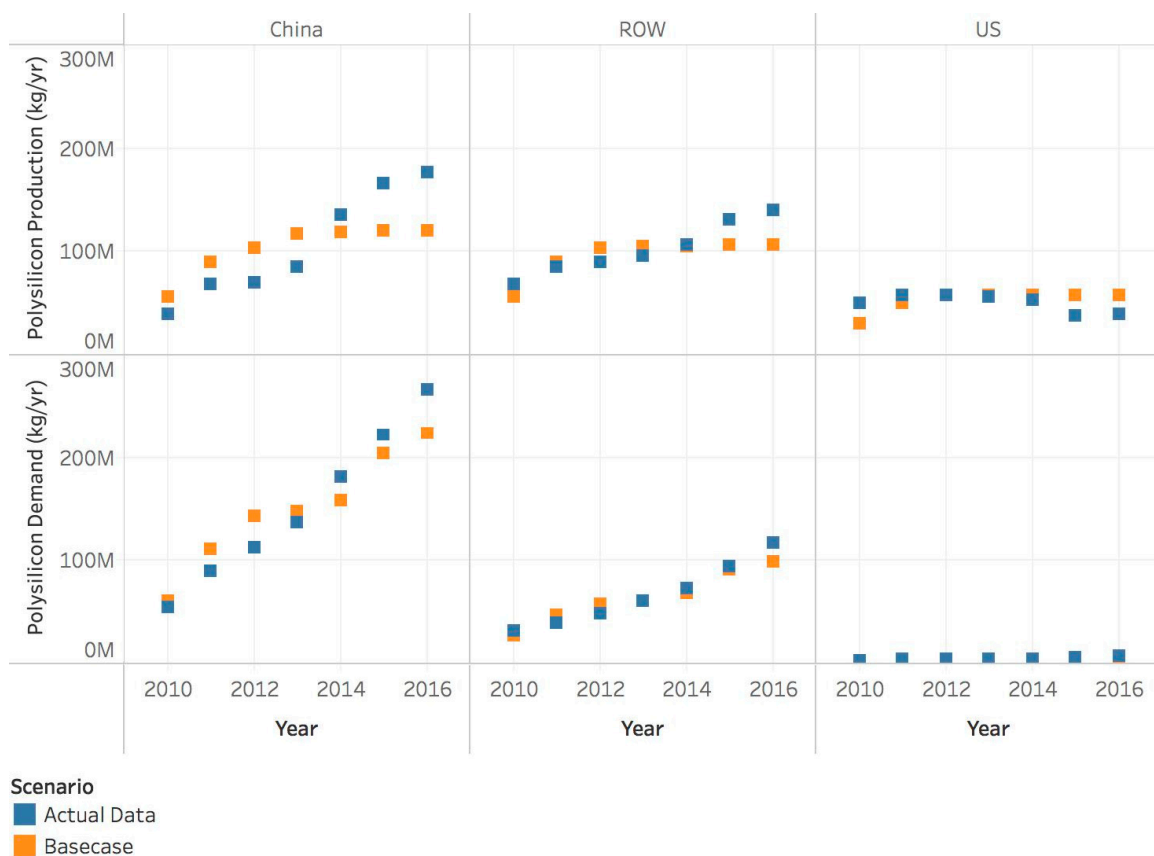 China ROW US
Polysilicon Production (kg/yr)
300M
200M
100M
0M
Polysilicon Demand (kg/yr)
300M
200M
100M
0M
2010 2012 2014 2016 2010 2012 2014 2016 2010 2012 2014 2016
Year Year Year
Scenario
Actual Data
Basecase